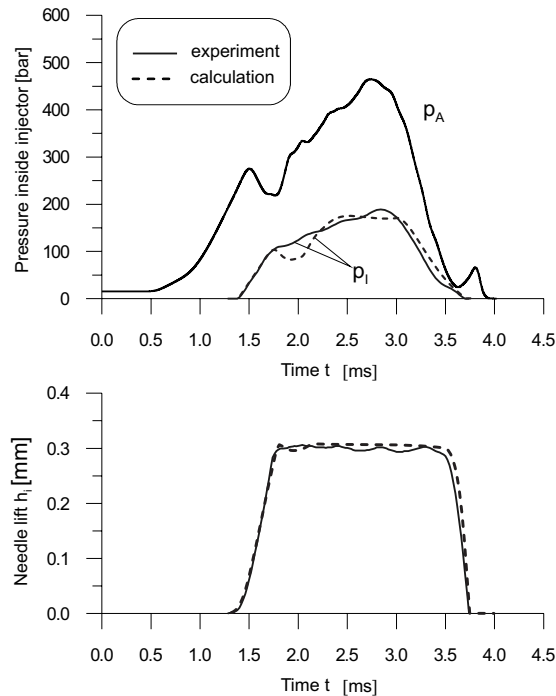 600
500
400
300
200
100
0
Pressure inside injector [bar]
experiment
calculation
pA
pI
0.0 0.5 1.0 1.5 2.0 2.5 3.0 3.5 4.0 4.5
Time t [ms]
0.4
0.3
0.2
0.1
0.0
Needle lift hi [mm]
0.0 0.5 1.0 1.5 2.0 2.5 3.0 3.5 4.0 4.5
Time t [ms]